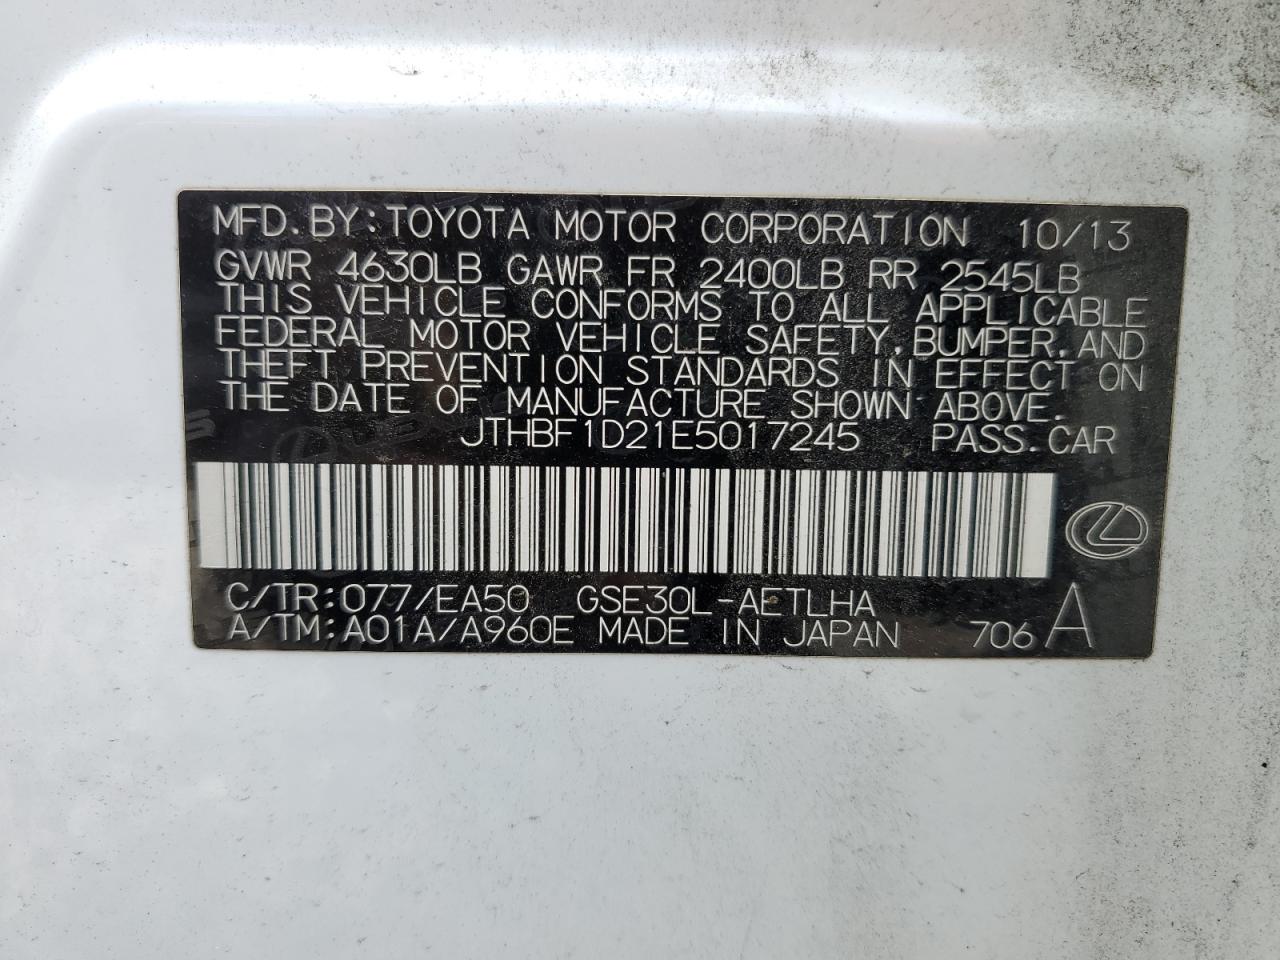 MFD.BY:TOYOTA MOTOR CORPORATION 10/13
GVWR 4630LB GAWR FR 2400LB RR 2545LB
THIS VEHICLE CONFORMS TO ALL APPLICABLE
FEDERAL MOTOR VEHICLE SAFETY,BUMPER,AND
THEFT PREVENTION STANDARDS IN EFFECT ON
THE DATE OF MANUFACTURE SHOWN ABOVE.
JTHBF1D21E5017245 PASS.CAR
C/TR:077/EA50 GSE30L-AETLHA
A/TM:A01A/A960E MADE IN JAPAN 706 A